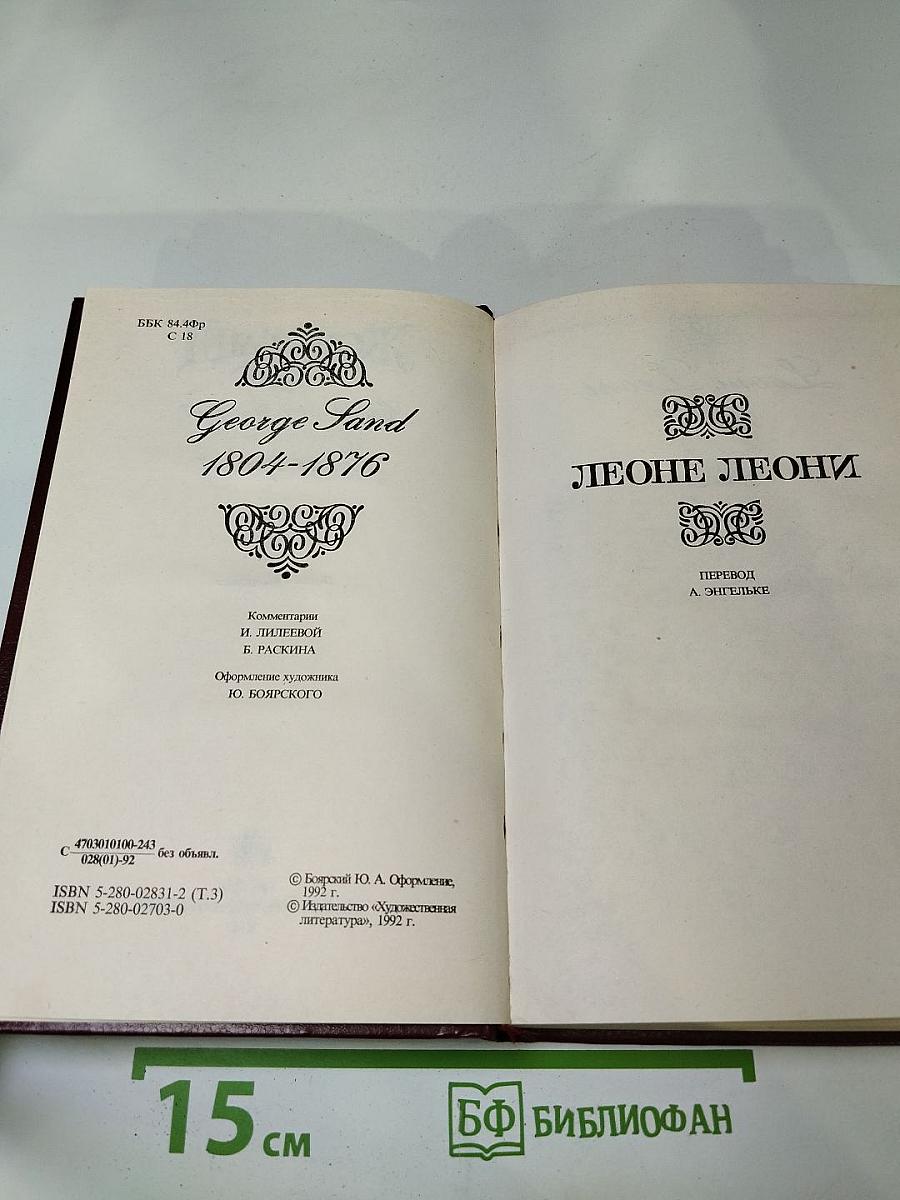 ББК 84.4Фр
С 18
George Sand
1804-1876
Комментарии
И. ЛИЛЕЕВОЙ
Б. РАСКИНА
Оформление художника
Ю. БОЯРСКОГО
С 4703010100-243 без объявл.
028(01)-92
ISBN 5-280-02831-2 (Т.3)
ISBN 5-280-02703-0
© Боярский Ю. А. Оформление,
1992 г.
© Издательство «Художественная
литература», 1992 г.
ЛЕОНЕ ЛЕОНИ
ПЕРЕВОД
А. ЭНГЕЛЬКЕ
15 см
БФ БИБЛИОФАН